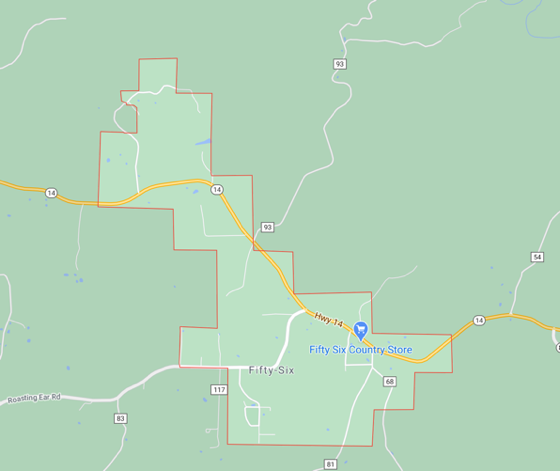 93
14
14
93
54
14
Hwy 14
Fifty Six Country Store
Fifty-Six
68
117
Roasting Ear Rd
83
81